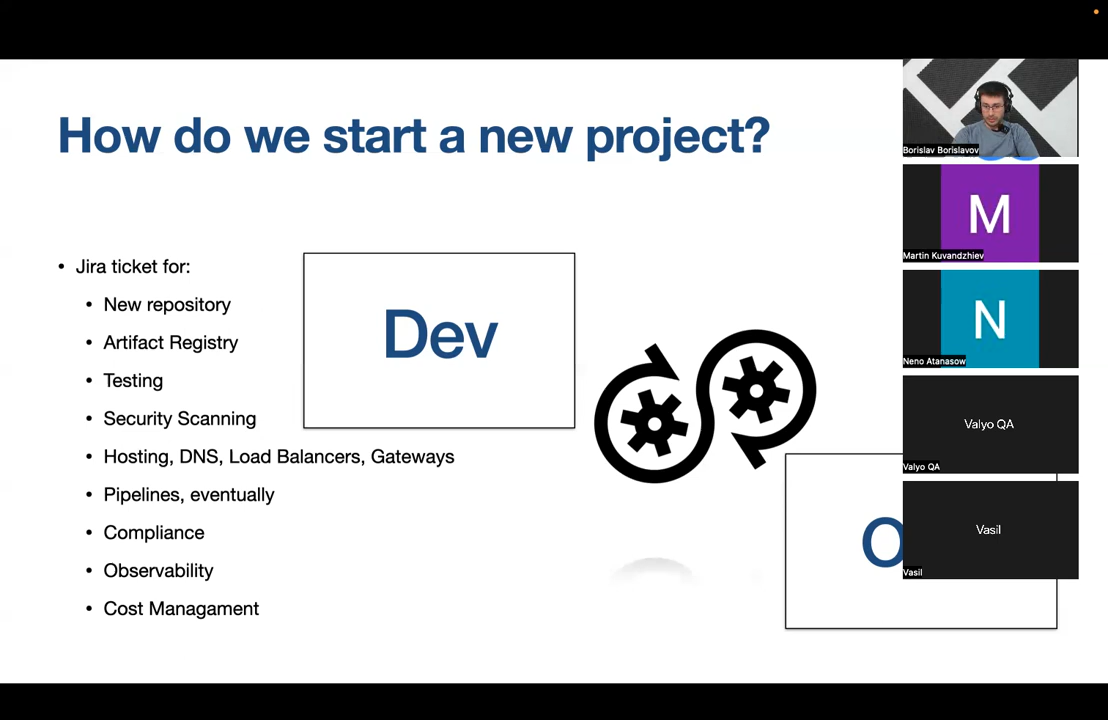 How do we start a new project?
• Jira ticket for:
• New repository
• Artifact Registry
• Testing
• Security Scanning
• Hosting, DNS, Load Balancers, Gateways
• Pipelines, eventually
• Compliance
• Observability
• Cost Managament
Dev
O
Borislav Borislavov
M
Martin Kuvandzhiev
N
Neno Atanasow
Valyo QA
Valyo QA
Vasil
Vasil